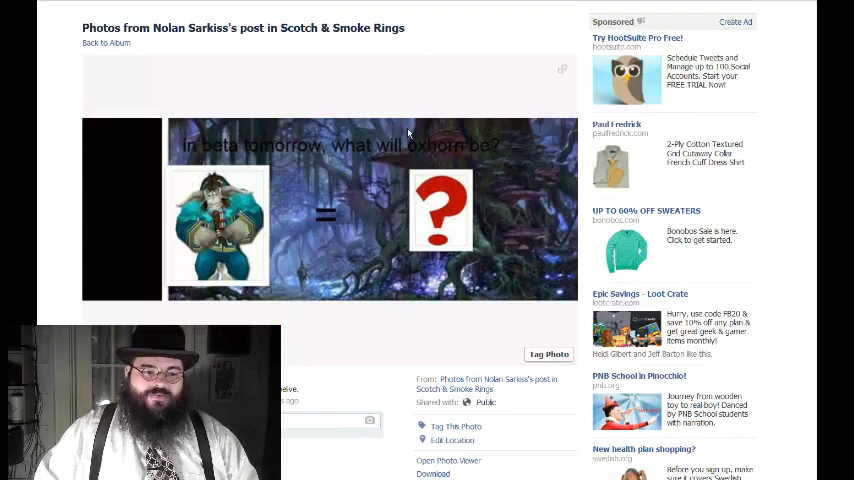 Photos from Nolan Sarkiss's post in Scotch & Smoke Rings
Back to Album
in beta tomorrow, what will oxhorn be?
=
?
Tag Photo
From: Photos from Nolan Sarkiss's post in
Scotch & Smoke Rings
Shared with: Public
Tag This Photo
Edit Location
Open Photo Viewer
Download
Sponsored
Create Ad
Try HootSuite Pro Free!
hootsuite.com
Schedule Tweets and
Manage up to 100 Social
Accounts. Start your
FREE TRIAL Now!
Paul Fredrick
paulfredrick.com
2-Ply Cotton Textured
Grid Cutaway Collar
French Cuff Dress Shirt
UP TO 60% OFF SWEATERS
bonobos.com
Bonobos Sale is here.
Click to get started.
Epic Savings - Loot Crate
lootcrate.com
Hurry, use code FB20 &
save 10% off any plan &
get great geek & gamer
items monthly!
Heidi Gilbert and Jeff Barton like this.
PNB School in Pinocchio!
pnb.org
Journey from wooden
toy to real boy! Danced
by PNB School students
with narration.
New health plan shopping?
swedish.org
Before you sign up, make
sure it covers Swedish